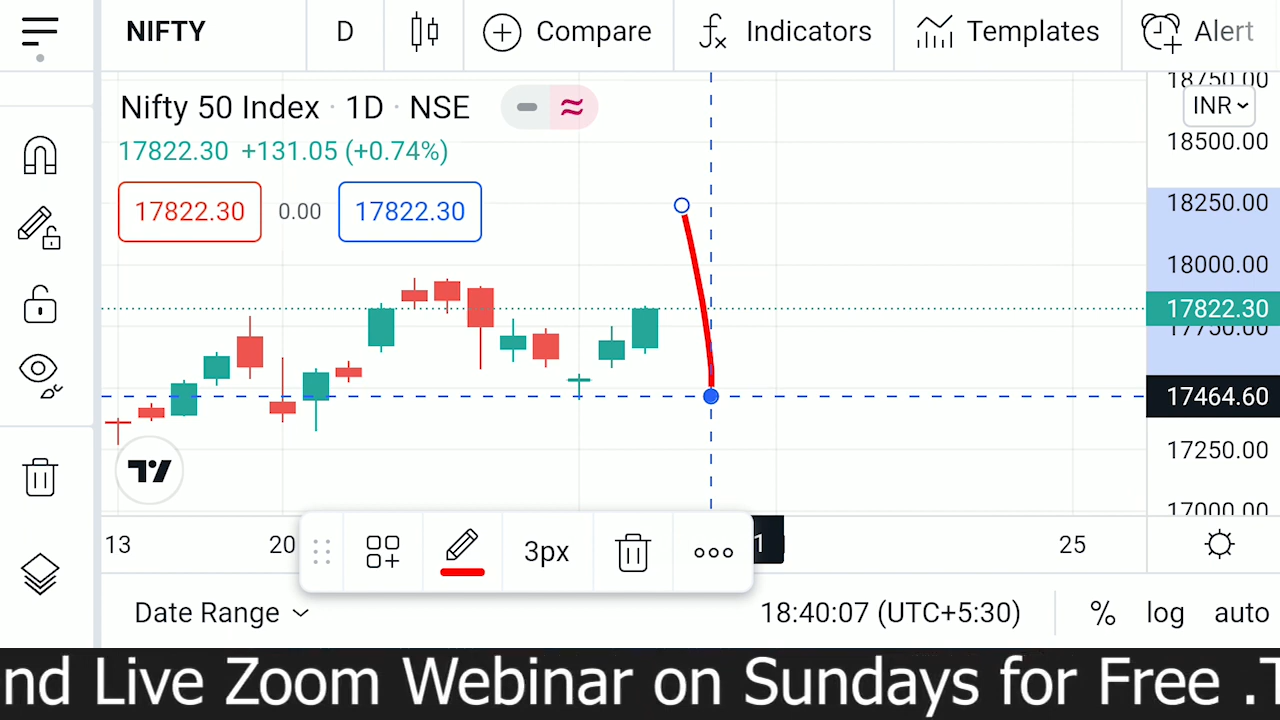 NIFTY D Compare Indicators Templates Alert
18750.00
Nifty 50 Index · 1D · NSE
INR
17822.30 +131.05 (+0.74%)
18500.00
17822.30 0.00 17822.30
18250.00
18000.00
17822.30
17750.00
17464.60
17250.00
17000.00
13 20 1 25
3px
Date Range 18:40:07 (UTC+5:30) % log auto
nd Live Zoom Webinar on Sundays for Free .T